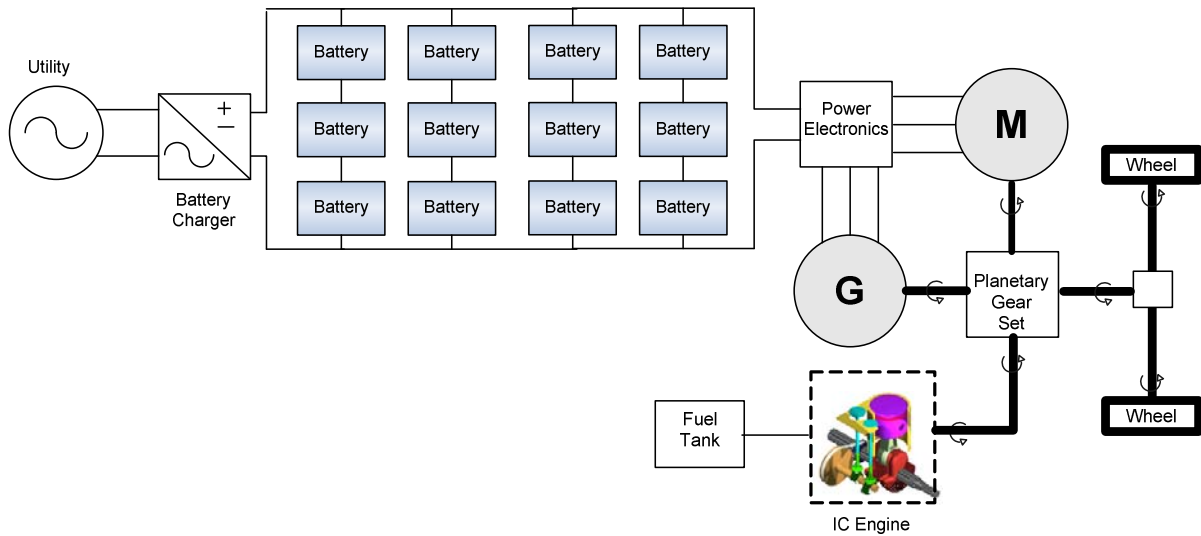 Utility
Battery
Charger
+
−
Battery Battery Battery Battery
Battery Battery Battery Battery
Battery Battery Battery Battery
Power
Electronics
M
G
Planetary
Gear
Set
Wheel
Wheel
Fuel
Tank
IC Engine